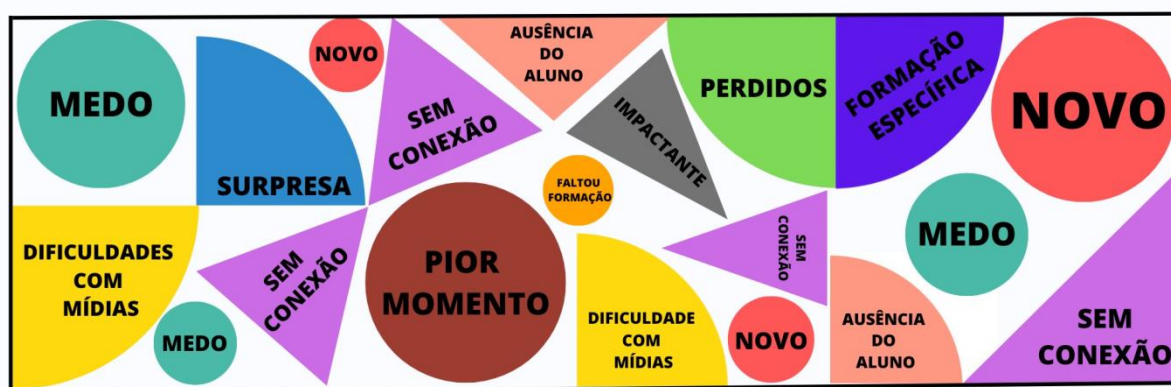 MEDO
SURPRESA
NOVO
SEM
CONEXÃO
AUSÊNCIA
DO
ALUNO
IMPACTANTE
PERDIDOS
FORMAÇÃO
ESPECÍFICA
NOVO
DIFICULDADES
COM
MÍDIAS
MEDO
SEM
CONEXÃO
PIOR
MOMENTO
FALTOU
FORMAÇÃO
DIFICULDADE
COM
MÍDIAS
SEM
CONEXÃO
NOVO
AUSÊNCIA
DO
ALUNO
MEDO
SEM
CONEXÃO